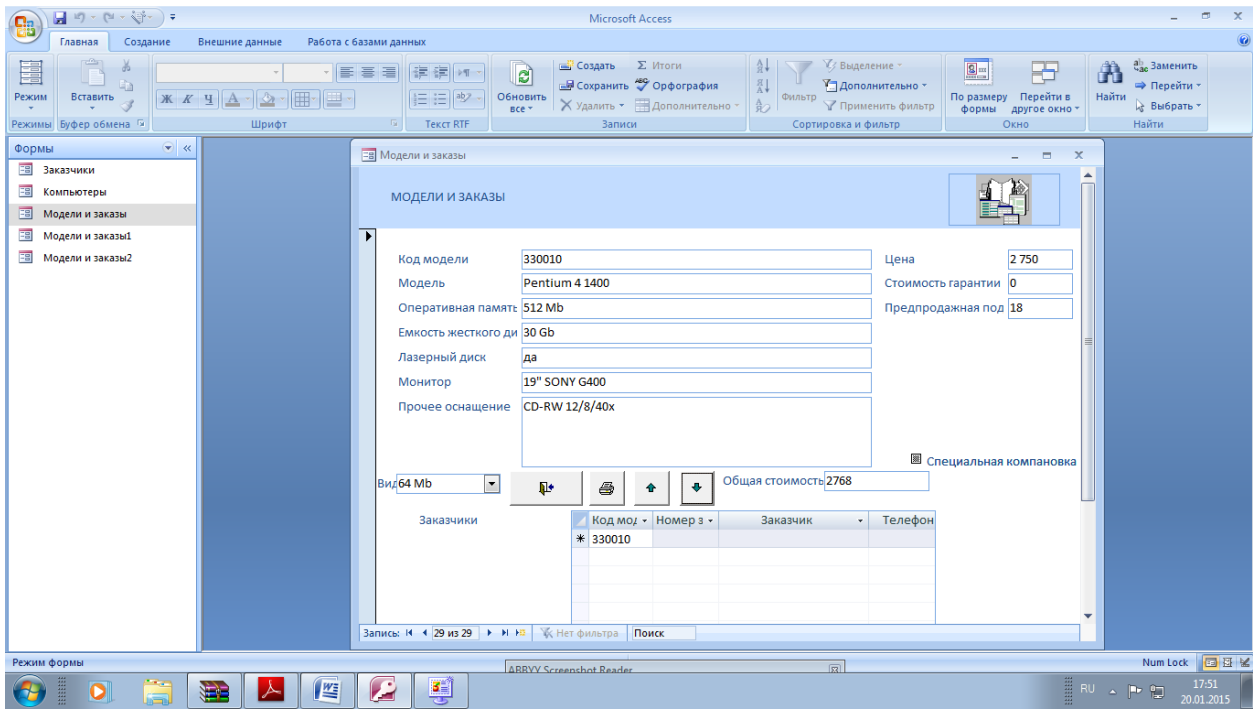 Microsoft Access
Главная Создание Внешние данные Работа с базами данных
Режим
Вставить
Ж К Ч А
Обновить все
Создать
Сохранить
Удалить
Итоги
Орфография
Дополнительно
Фильтр
Выделение
Дополнительно
Применить фильтр
По размеру формы
Перейти в другое окно
Найти
Заменить
Перейти
Выбрать
Режимы Буфер обмена Шрифт Текст RTF Записи Сортировка и фильтр Окно Найти
Формы
Заказчики
Компьютеры
Модели и заказы
Модели и заказы1
Модели и заказы2
Модели и заказы
МОДЕЛИ И ЗАКАЗЫ
Код модели 330010 Цена 2 750
Модель Pentium 4 1400 Стоимость гарантии 0
Оперативная память 512 Mb Предпродажная под 18
Емкость жесткого ди 30 Gb
Лазерный диск да
Монитор 19" SONY G400
Прочее оснащение CD-RW 12/8/40x
Специальная компановка
Вид 64 Mb Общая стоимость 2768
Заказчики Код мод Номер з Заказчик Телефон
330010
Запись: 29 из 29 Нет фильтра Поиск
Режим формы Num Lock
ABBYY Screenshot Reader
RU 17:51
20.01.2015